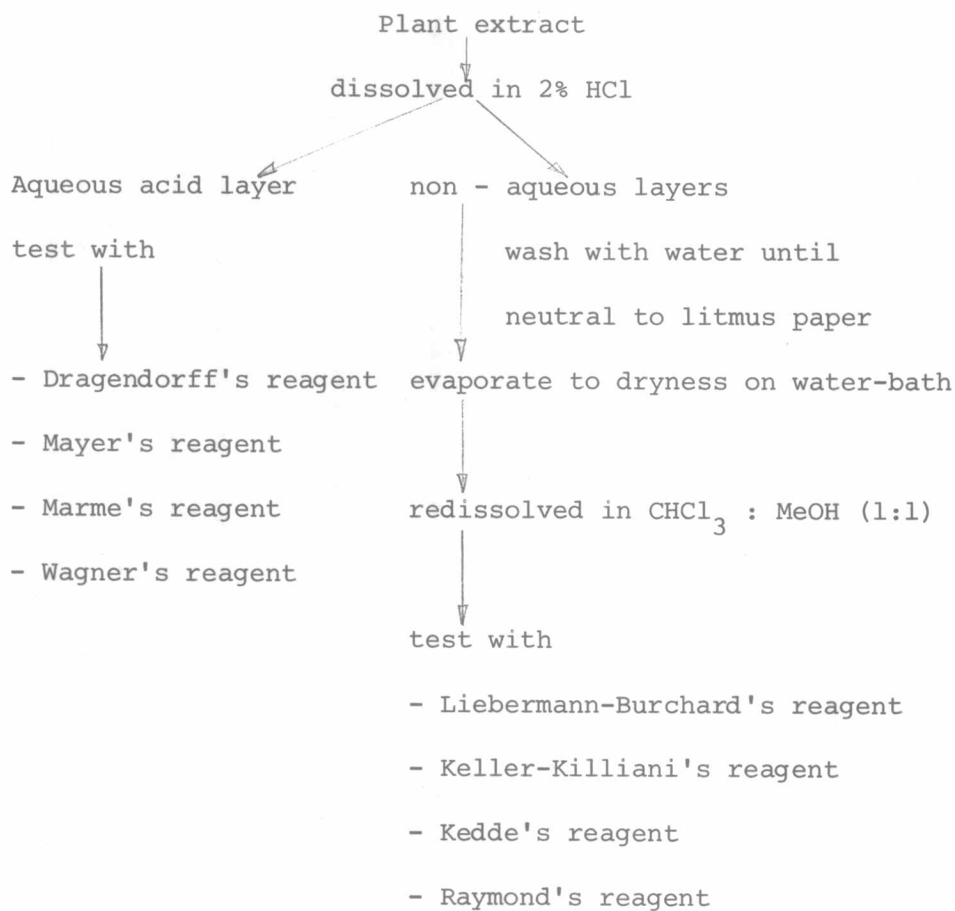 Plant extract
dissolved in 2% HCl
Aqueous acid layer
test with
- Dragendorff's reagent
- Mayer's reagent
- Marme's reagent
- Wagner's reagent
non - aqueous layers
wash with water until
neutral to litmus paper
evaporate to dryness on water-bath
redissolved in CHCl3 : MeOH (1:1)
test with
- Liebermann-Burchard's reagent
- Keller-Killiani's reagent
- Kedde's reagent
- Raymond's reagent